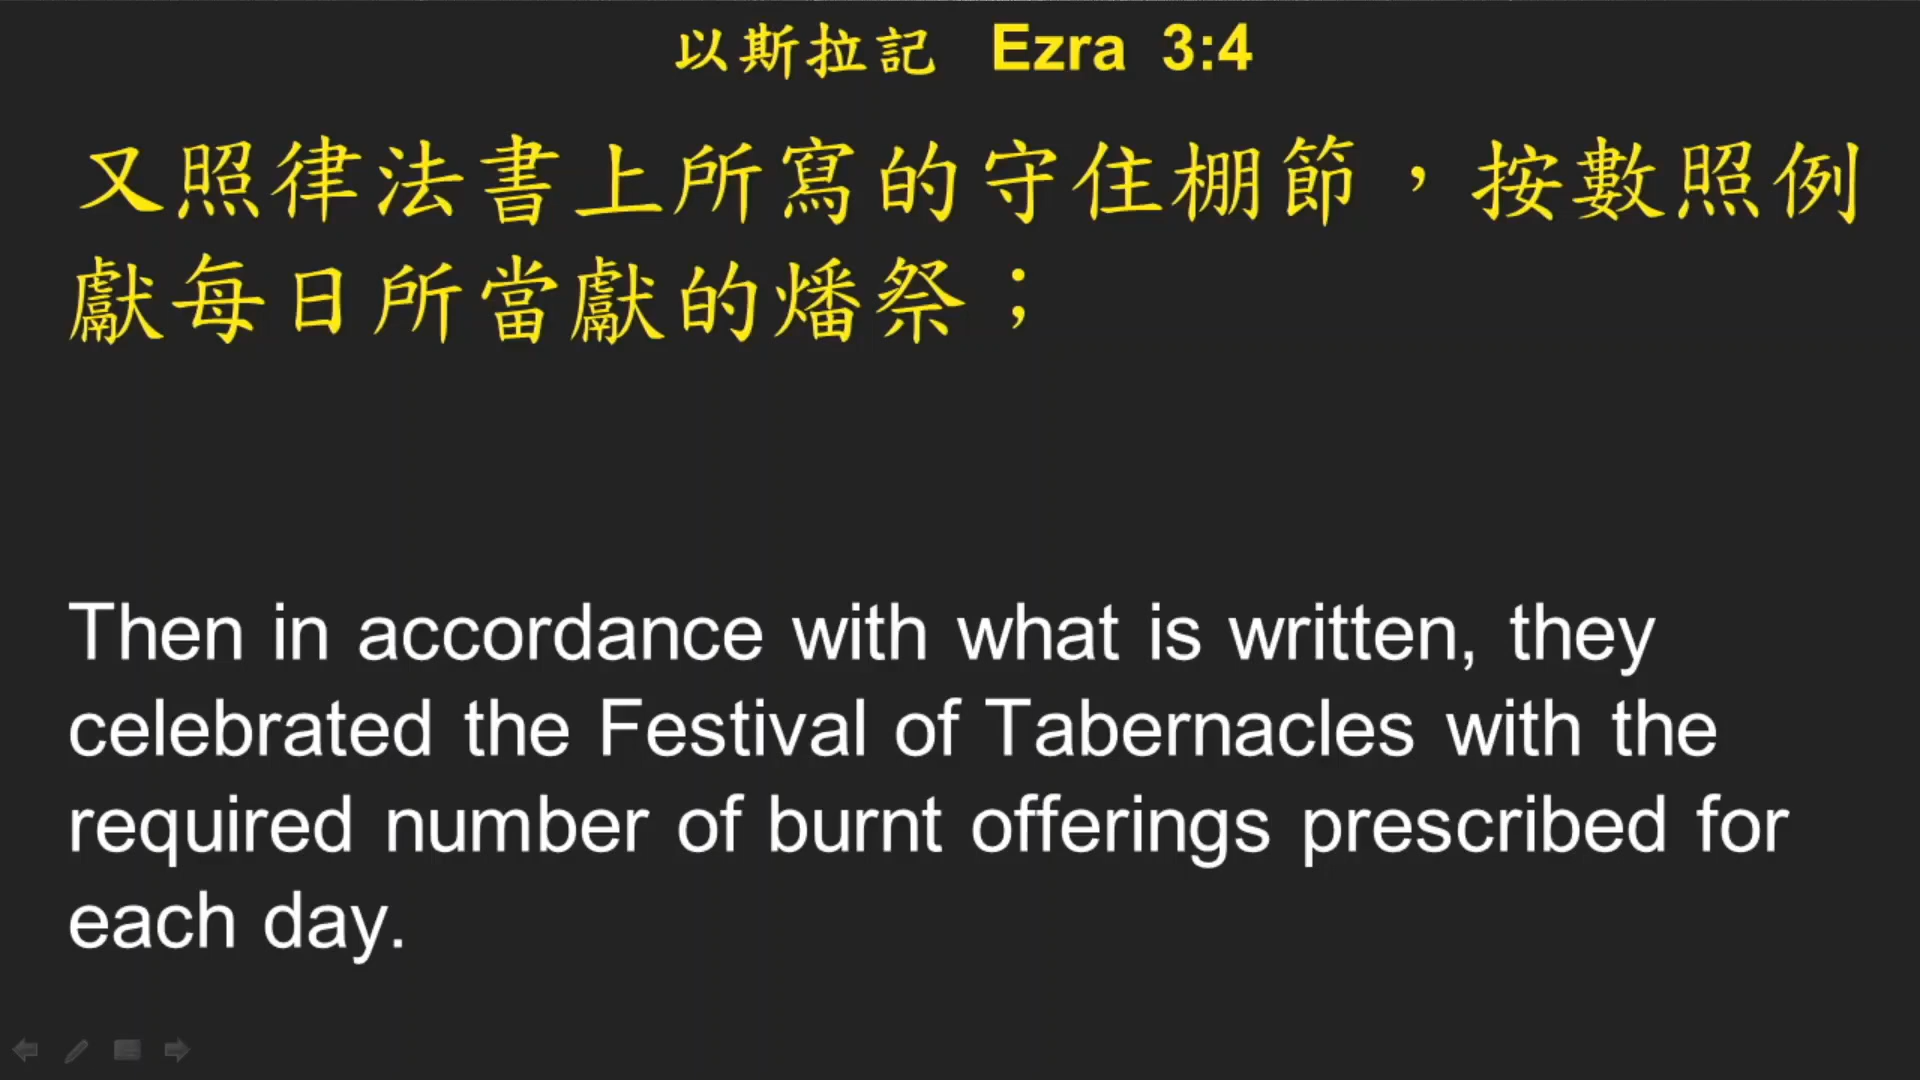 以斯拉記 Ezra 3:4
又照律法書上所寫的守住棚節，按數照例
獻每日所當獻的燔祭；
Then in accordance with what is written, they
celebrated the Festival of Tabernacles with the
required number of burnt offerings prescribed for
each day.